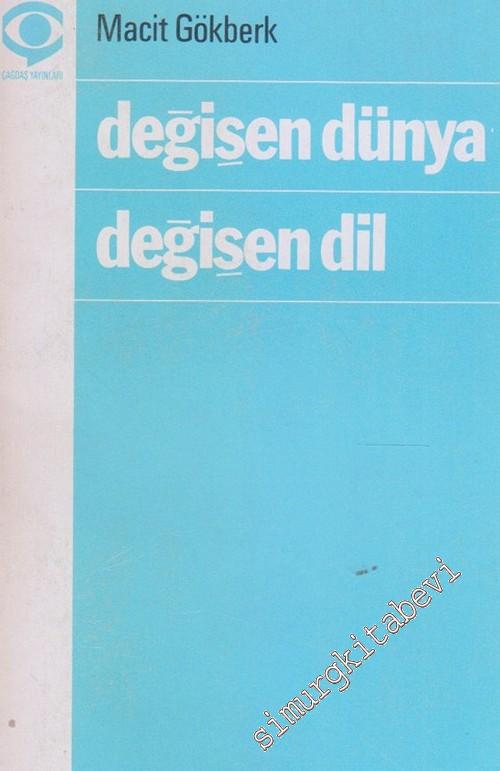 Macit Gökberk
ÇAĞDAŞ YAYINLARI
değişen dünya
değişen dil
simurgkitabevi